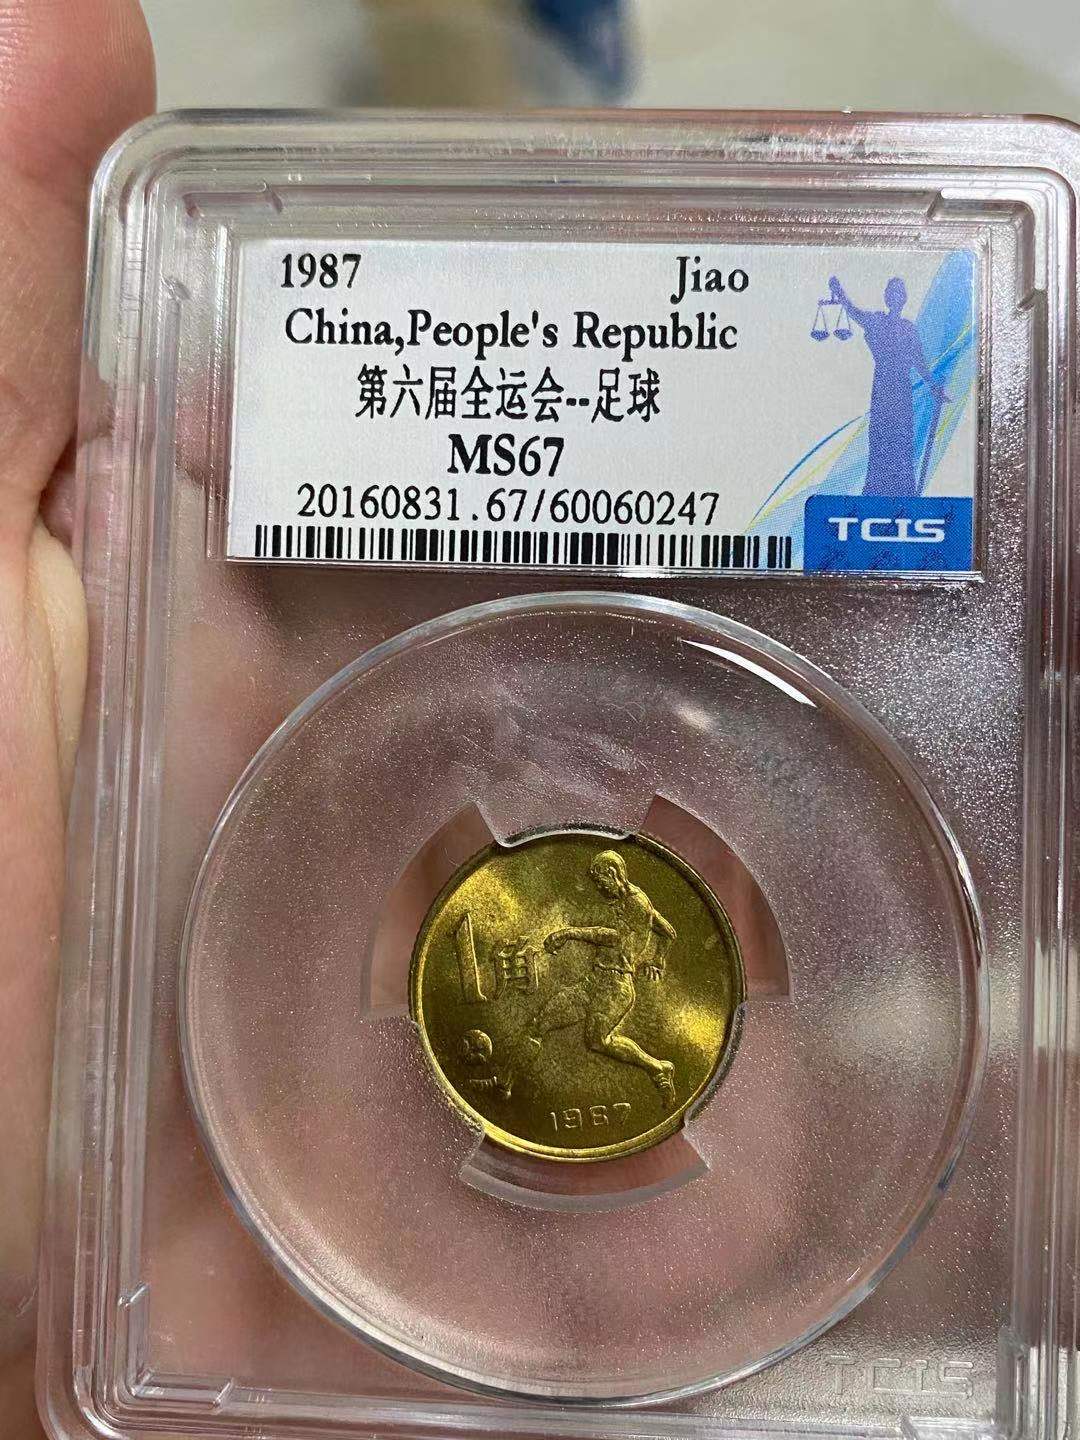 1987 Jiao
China,People's Republic
第六届全运会--足球
MS67
20160831.67/60060247
TCIS
1角
1987
TCIS